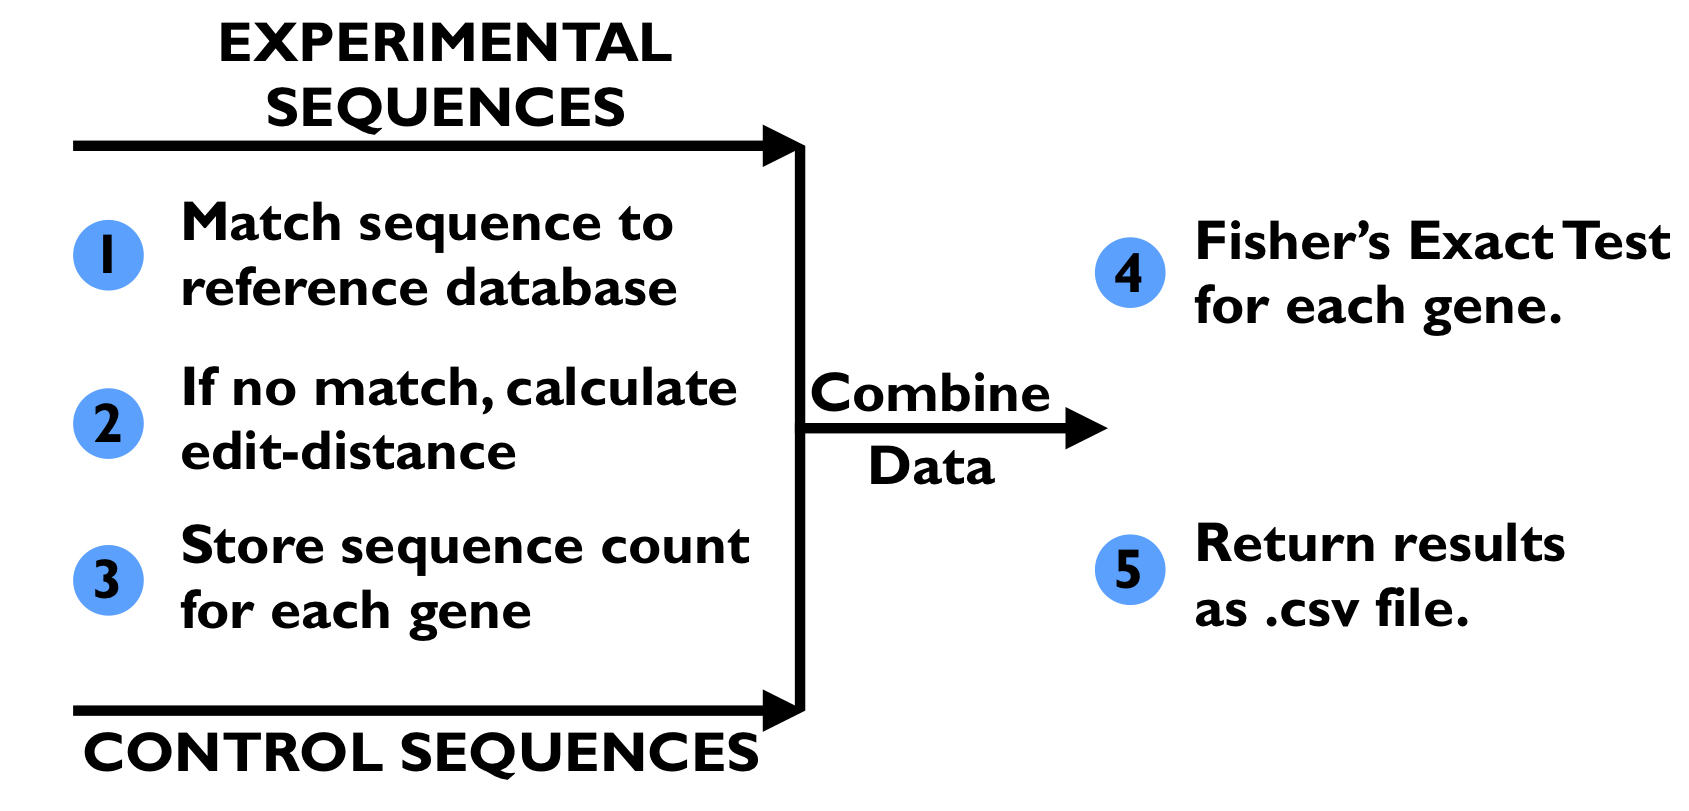 EXPERIMENTAL
SEQUENCES
1 Match sequence to
reference database
2 If no match, calculate
edit-distance
3 Store sequence count
for each gene
CONTROL SEQUENCES
Combine
Data
4 Fisher’s Exact Test
for each gene.
5 Return results
as .csv file.